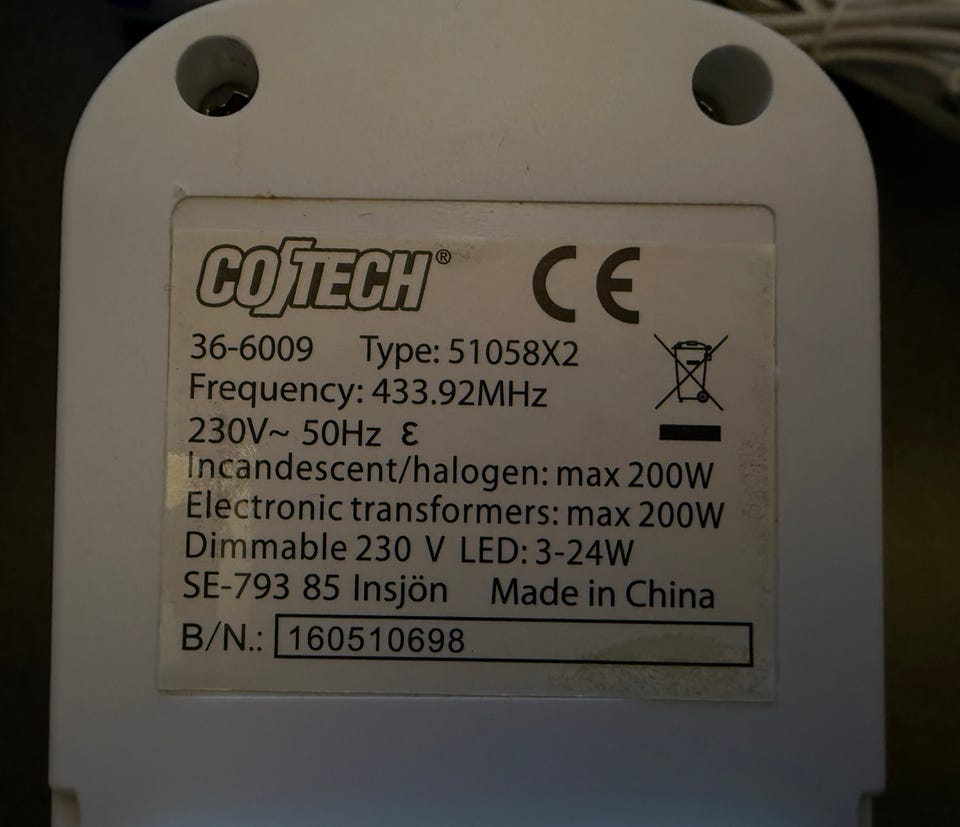 COTECH® CE
36-6009 Type: 51058X2
Frequency: 433.92MHz
230V~ 50Hz ε
Incandescent/halogen: max 200W
Electronic transformers: max 200W
Dimmable 230 V LED: 3-24W
SE-793 85 Insjön Made in China
B/N.: 160510698